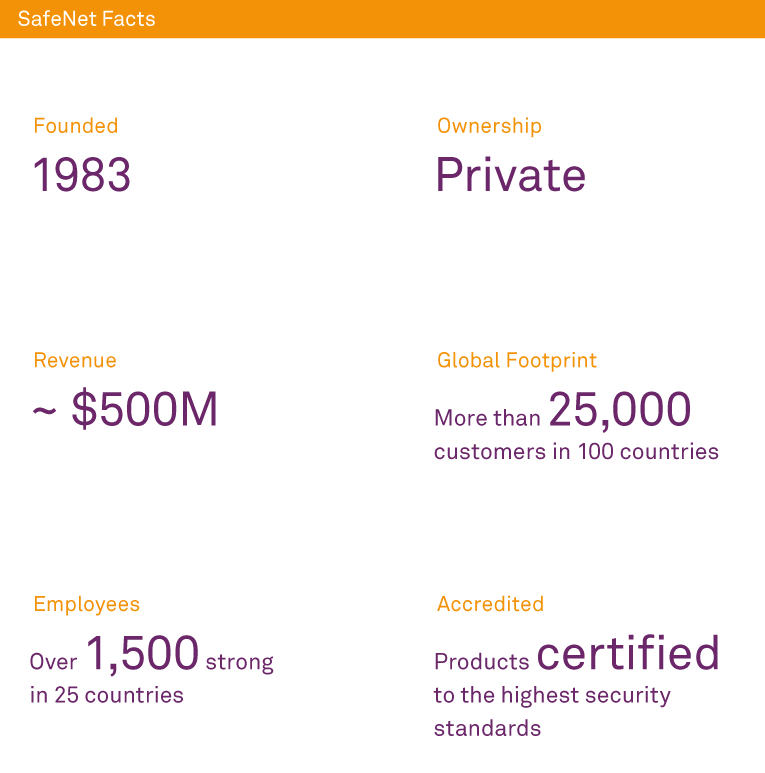 SafeNet Facts
Founded
1983
Ownership
Private
Revenue
~ $500M
Global Footprint
More than 25,000
customers in 100 countries
Employees
Over 1,500 strong
in 25 countries
Accredited
Products certified
to the highest security
standards